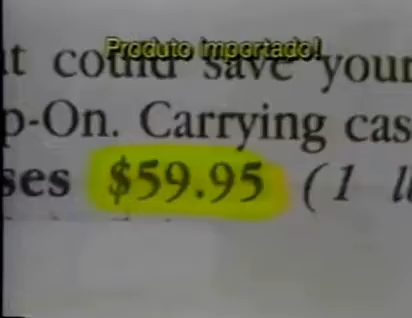 Produto importado!
t could save your
p-On. Carrying cas
ses $59.95 (1 l